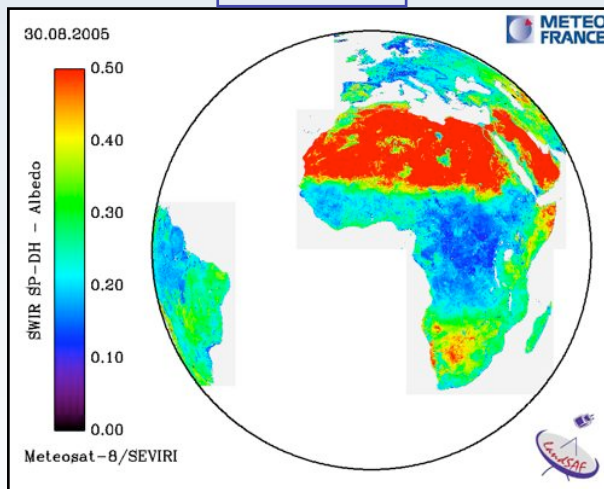 30.08.2005
METEO
FRANCE
0.50
0.40
0.30
0.20
0.10
0.00
SWIR SP-DH - Albedo
Meteosat-8/SEVIRI
LandSAF